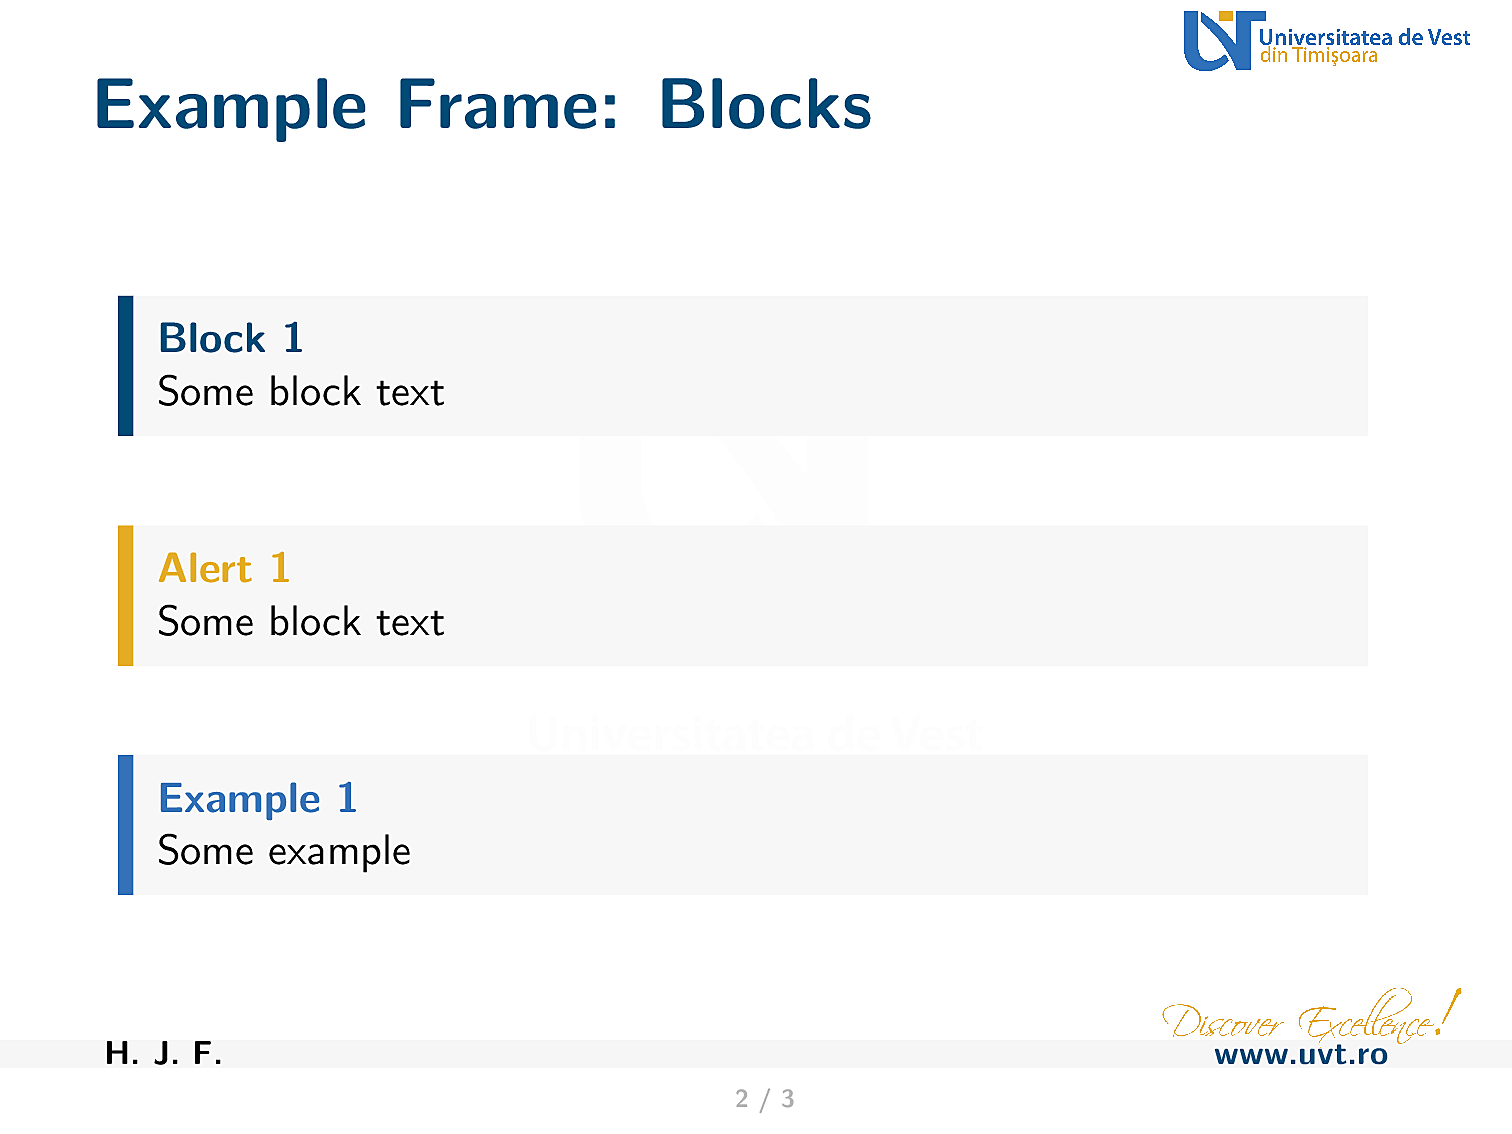 Universitatea de Vest
din Timișoara
Example Frame: Blocks
Block 1
Some block text
Alert 1
Some block text
Universitatea de Vest
Example 1
Some example
Discover Excellence!
H. J. F.
www.uvt.ro
2 / 3